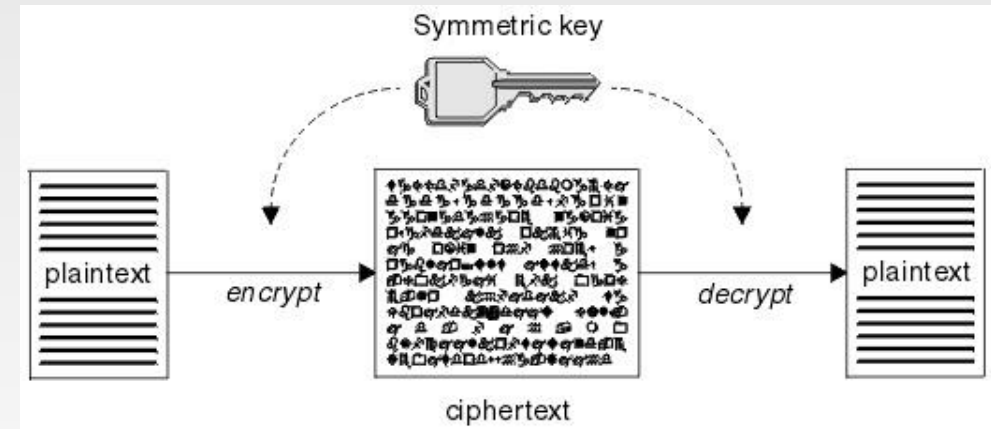 Symmetric key
plaintext
encrypt
decrypt
plaintext
ciphertext